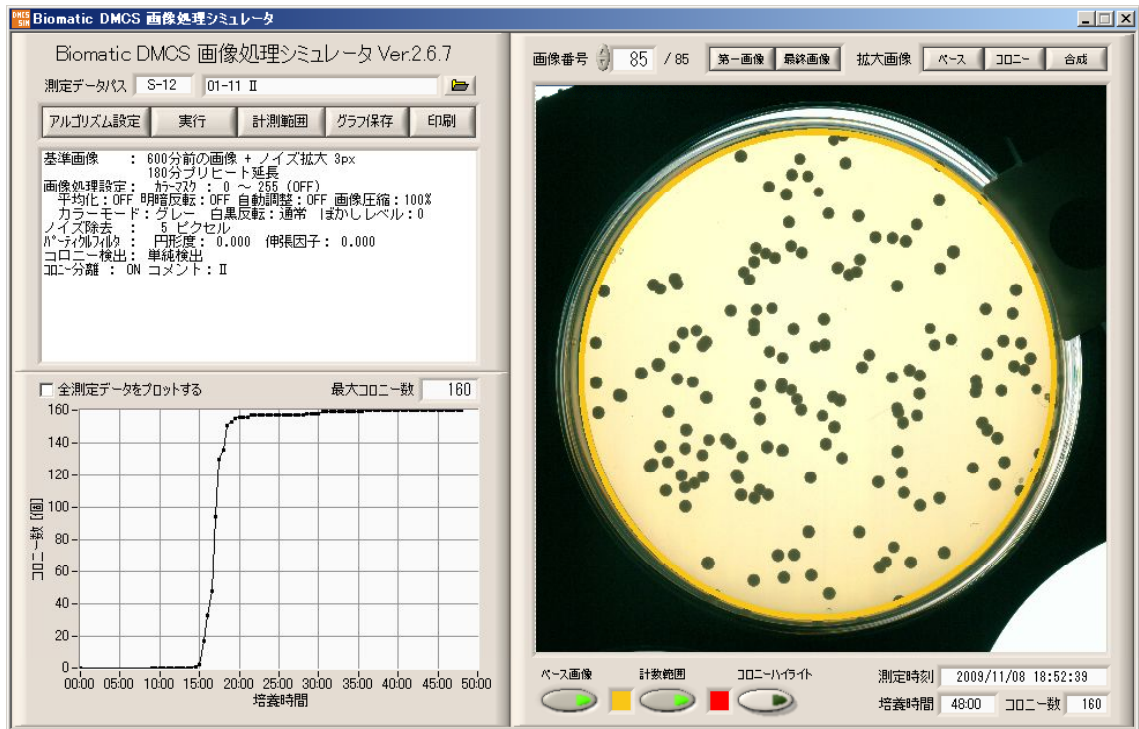 DMCS SIM Biomatic DMCS 画像処理シミュレータ
Biomatic DMCS 画像処理シミュレータ Ver.2.6.7
測定データパス S-12 01-11 Ⅱ
アルゴリズム設定 実行 計測範囲 グラフ保存 印刷
基準画像 : 600分前の画像 + ノイズ拡大 3px
180分プリヒート延長
画像処理設定: カラーマスク : 0 ~ 255 (OFF)
平均化:OFF 明暗反転:OFF 自動調整:OFF 画像圧縮:100%
カラーモード:グレー 白黒反転:通常 ぼかしレベル:0
ノイズ除去 : 5 ピクセル
パーティクルフィルタ : 円形度: 0.000 伸張因子: 0.000
コロニー検出: 単純検出
コロニー分離 : ON コメント:Ⅱ
全測定データをプロットする 最大コロニー数 160
コロニー数 [個]
160
140
120
100
80
60
40
20
0
00:00 05:00 10:00 15:00 20:00 25:00 30:00 35:00 40:00 45:00 50:00
培養時間
画像番号 85 / 85 第一画像 最終画像 拡大画像 ベース コロニー 合成
ベース画像 計数範囲 コロニーハイライト
測定時刻 2009/11/08 18:52:39
培養時間 48:00 コロニー数 160